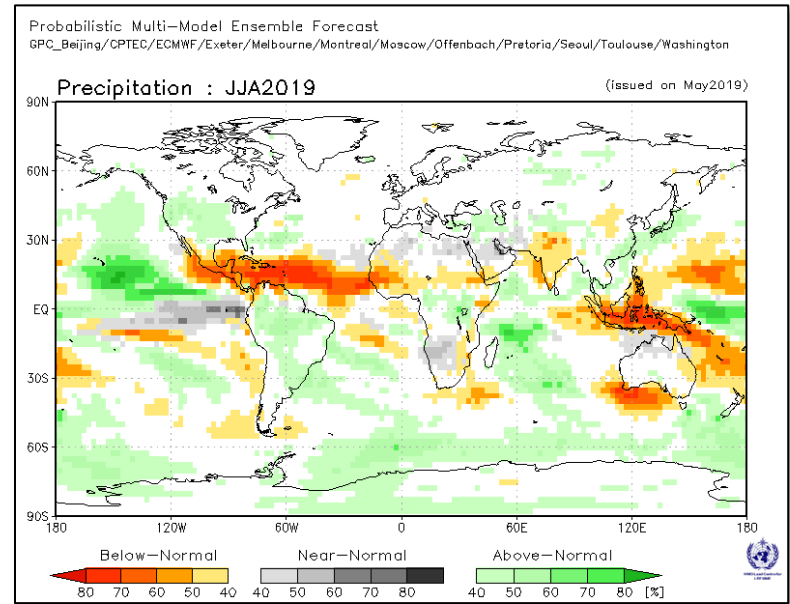 Probabilistic Multi-Model Ensemble Forecast
GPC_Beijing/CPTEC/ECMWF/Exeter/Melbourne/Montreal/Moscow/Offenbach/Pretoria/Seoul/Toulouse/Washington
Precipitation : JJA2019 (issued on May2019)
90N
60N
30N
EQ
30S
60S
90S
180 120W 60W 0 60E 120E 180
Below-Normal Near-Normal Above-Normal
80 70 60 50 40 40 50 60 70 80 40 50 60 70 80 [%]